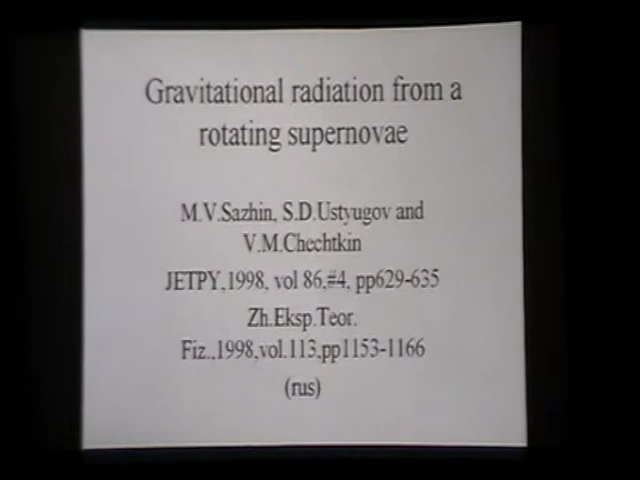 Gravitational radiation from a
rotating supernovae
M.V.Sazhin, S.D.Ustyugov and
V.M.Chechtkin
JETPY,1998, vol 86,#4, pp629-635
Zh.Eksp.Teor.
Fiz.,1998,vol.113,pp1153-1166
(rus)